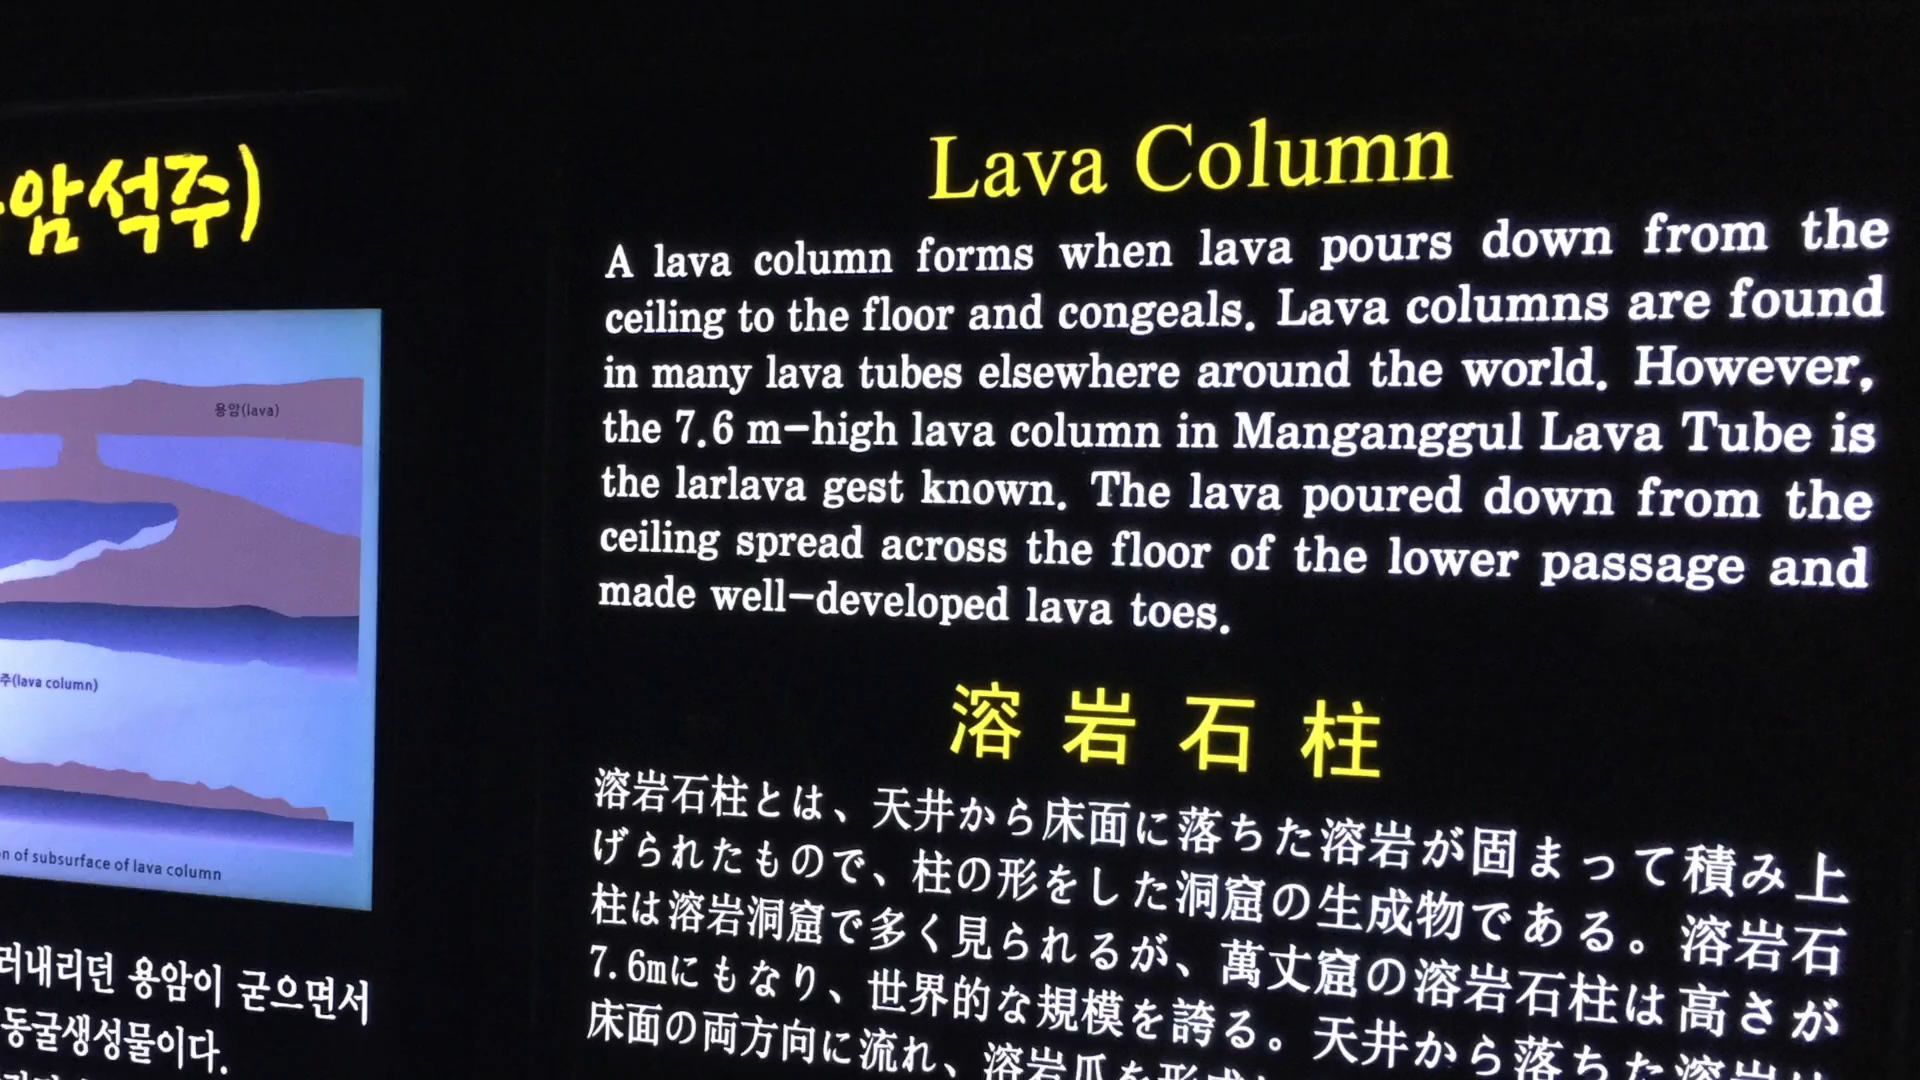 암석주)
용암(lava)
주(lava column)
n of subsurface of lava column
러내리던 용암이 굳으면서
동굴생성물이다.
Lava Column
A lava column forms when lava pours down from the
ceiling to the floor and congeals. Lava columns are found
in many lava tubes elsewhere around the world. However,
the 7.6 m-high lava column in Manganggul Lava Tube is
the larlava gest known. The lava poured down from the
ceiling spread across the floor of the lower passage and
made well-developed lava toes.
溶岩石柱
溶岩石柱とは、天井から床面に落ちた溶岩が固まって積み上
げられたもので、柱の形をした洞窟の生成物である。溶岩石
柱は溶岩洞窟で多く見られるが、萬丈窟の溶岩石柱は高さが
7.6mにもなり、世界的な規模を誇る。天井から落ちた溶岩は
床面の両方向に流れ、溶岩爪を形成